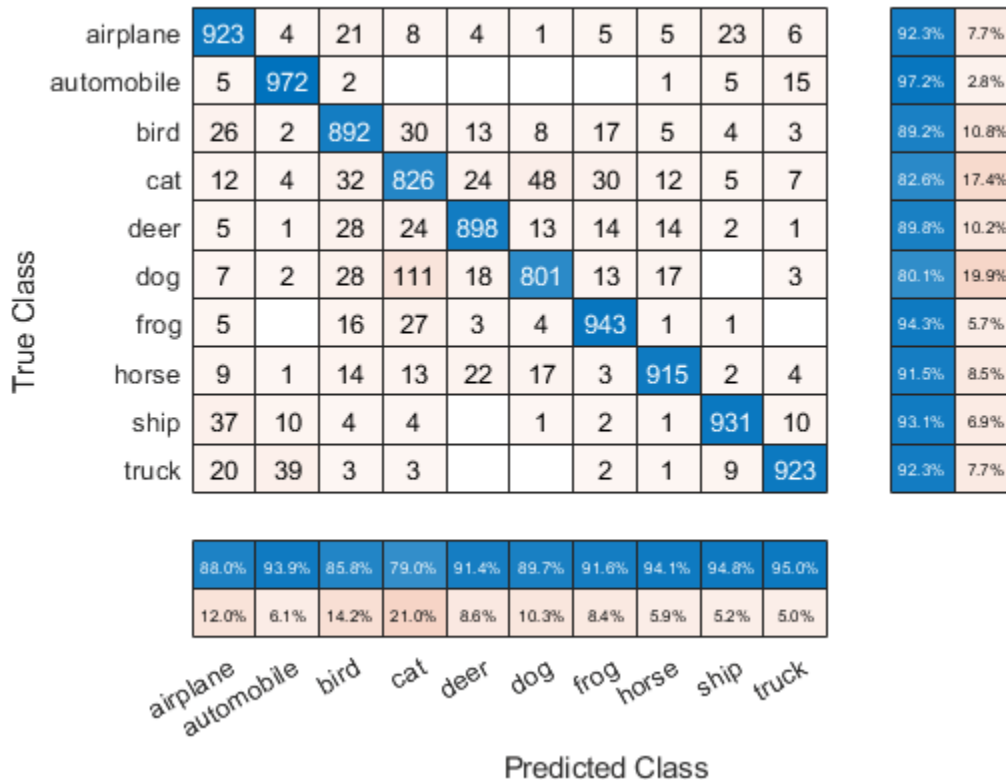 airplane 923 4 21 8 4 1 5 5 23 6 92.3% 7.7%
automobile 5 972 2 1 5 15 97.2% 2.8%
bird 26 2 892 30 13 8 17 5 4 3 89.2% 10.8%
cat 12 4 32 826 24 48 30 12 5 7 82.6% 17.4%
deer 5 1 28 24 898 13 14 14 2 1 89.8% 10.2%
dog 7 2 28 111 18 801 13 17 3 80.1% 19.9%
frog 5 16 27 3 4 943 1 1 94.3% 5.7%
horse 9 1 14 13 22 17 3 915 2 4 91.5% 8.5%
ship 37 10 4 4 1 2 1 931 10 93.1% 6.9%
truck 20 39 3 3 2 1 9 923 92.3% 7.7%
True Class
88.0% 93.9% 85.8% 79.0% 91.4% 89.7% 91.6% 94.1% 94.8% 95.0%
12.0% 6.1% 14.2% 21.0% 8.6% 10.3% 8.4% 5.9% 5.2% 5.0%
airplane automobile bird cat deer dog frog horse ship truck
Predicted Class